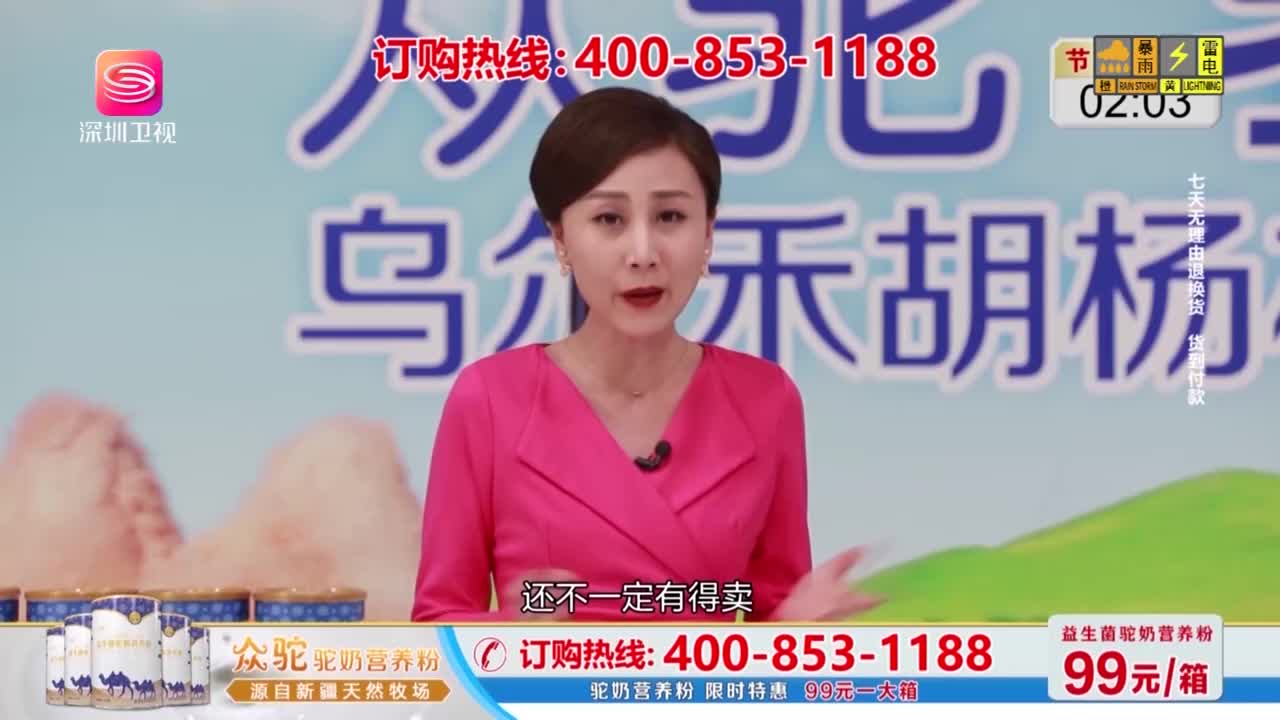 订购热线:400-853-1188
深圳卫视
节
暴雨
橙 RAIN STORM
雷电
黄 LIGHTNING
02:03
众驼
乌尔禾胡杨
七天无理由退换货 货到付款
还不一定有得卖
众驼 驼奶营养粉
源自新疆天然牧场
订购热线:400-853-1188
驼奶营养粉 限时特惠 99元一大箱
益生菌驼奶营养粉
99元/箱